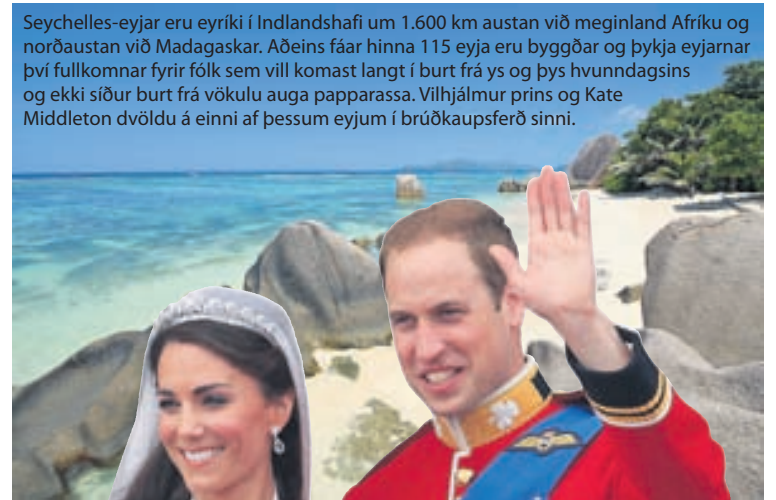 Seychelles-eyjar eru eyríki í Indlandshafi um 1.600 km austan við meginland Afríku og
norðaustan við Madagaskar. Aðeins fáar hinna 115 eyja eru byggðar og þykja eyjarnar
því fullkomnar fyrir fólk sem vill komast langt í burt frá ys og þys hvunndagsins
og ekki síður burt frá vökulu auga papparassa. Vilhjálmur prins og Kate
Middleton dvöldu á einni af þessum eyjum í brúðkaupsferð sinni.